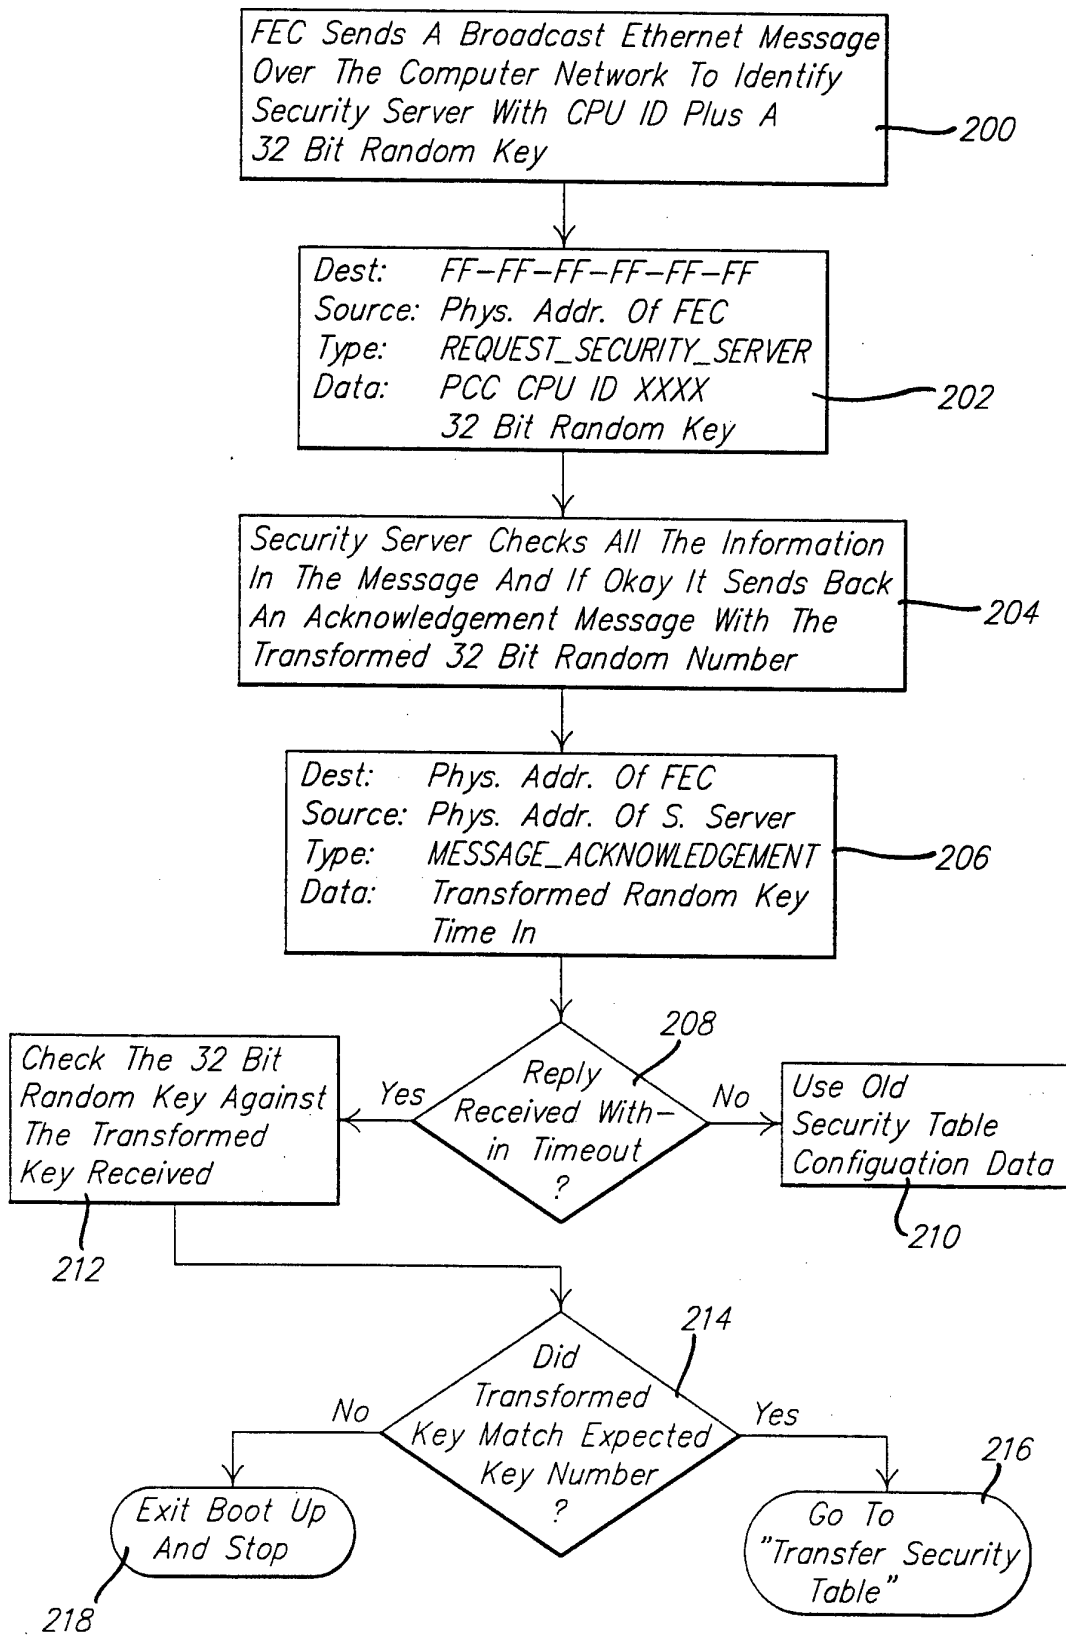 FEC Sends A Broadcast Ethernet Message
Over The Computer Network To Identify
Security Server With CPU ID Plus A
32 Bit Random Key
200
Dest: FF-FF-FF-FF-FF-FF
Source: Phys. Addr. Of FEC
Type: REQUEST_SECURITY_SERVER
Data: PCC CPU ID XXXX
32 Bit Random Key
202
Security Server Checks All The Information
In The Message And If Okay It Sends Back
An Acknowledgement Message With The
Transformed 32 Bit Random Number
204
Dest: Phys. Addr. Of FEC
Source: Phys. Addr. Of S. Server
Type: MESSAGE_ACKNOWLEDGEMENT
Data: Transformed Random Key
Time In
206
208
Reply
Received With-
in Timeout
?
Yes
No
Check The 32 Bit
Random Key Against
The Transformed
Key Received
212
Use Old
Security Table
Configuation Data
210
214
Did
Transformed
Key Match Expected
Key Number
?
No
Yes
Exit Boot Up
And Stop
218
216
Go To
"Transfer Security
Table"